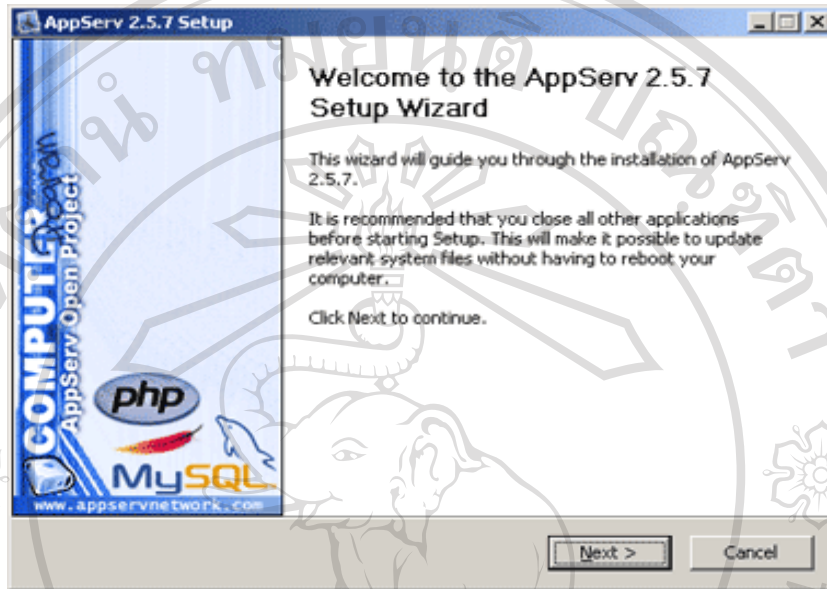 AppServ 2.5.7 Setup
Welcome to the AppServ 2.5.7
Setup Wizard
This wizard will guide you through the installation of AppServ
2.5.7.
It is recommended that you close all other applications
before starting Setup. This will make it possible to update
relevant system files without having to reboot your
computer.
Click Next to continue.
COMPUTER
Program
AppServ Open Project
php
MySQL
www.appservnetwork.com
Next >
Cancel